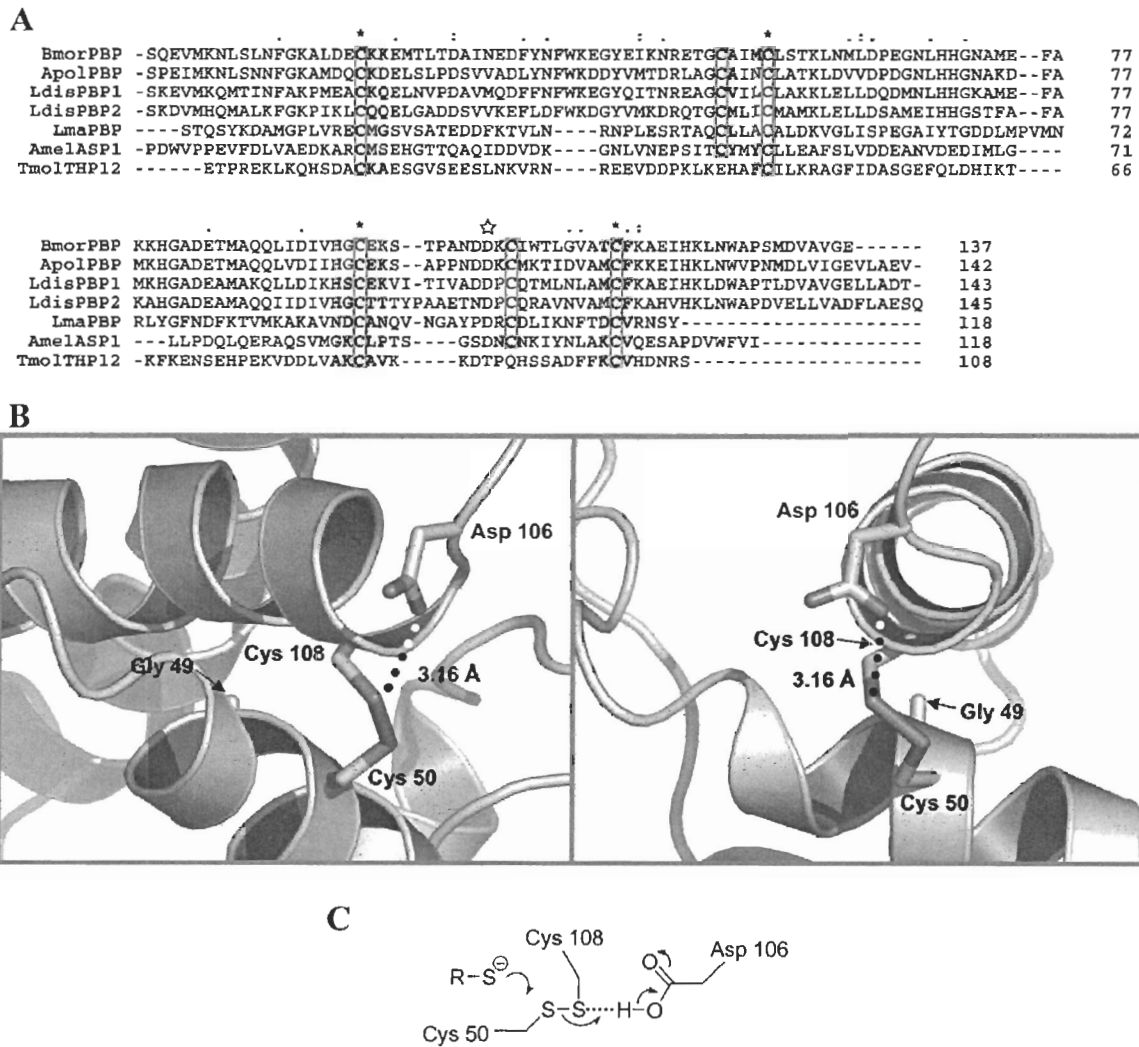 A
* . : .. * . :.
BmorPBP -SQEVMKNLSLNFGKALDECKKEMTLTDAINEDFYNFWKEGYEIKNRETGCAIMCLSTKLNMLDPEGNLHHGNAME--FA 77
ApolPBP -SPEIMKNLSNNFGKAMDQCKDELSLPDSVVADLYNFWKDDYVMTDRLAGCAINCLATKLDVVDPDGNLHHGNAKD--FA 77
LdisPBP1 -SKEVMKQMTINFAKPMEACKQELNVPDAVMQDFFNFWKEGYQITNREAGCVILCLAKKLELLDQDMNLHHGKAME--FA 77
LdisPBP2 -SKDVMHQMALKFGKPIKLCQQELGADDSVVKEFLDFWKDGYVMKDRQTGCMLICMAMKLELLDSAMEIHHGSTFA--FA 77
LmaPBP ----STQSYKDAMGPLVRECMGSVSATEDDFKTVLN----RNPLESRTAQCLLACALDKVGLISPEGAIYTGDDLMPVMN 72
AmelASP1 -PDWVPPEVFDLVAEDKARCMSEHGTTQAQIDDVDK----GNLVNEPSITCYMYCLLEAFSLVDDEANVDEDIMLG---- 71
TmolTHP12 ------ETPREKLKQHSDACKAESGVSEESLNKVRN----REEVDDPKLKEHAFCILKRAGFIDASGEFQLDHIKT---- 66
. . * ☆ . . * .:
BmorPBP KKHGADETMAQQLIDIVHGCEKS--TPANDDKCIWTLGVATCFKAEIHKLNWAPSMDVAVGE------ 137
ApolPBP MKHGADETMAQQLVDIIHGCEKS--APPNDDKCMKTIDVAMCFKKEIHKLNWVPNMDLVIGEVLAEV- 142
LdisPBP1 MKHGADEAMAKQLLDIKHSCEKVI-TIVADDPCQTMLNLAMCFKAEIHKLDWAPTLDVAVGELLADT- 143
LdisPBP2 KAHGADEAMAQQIIDIVHGCTTTYPAAETNDPCQRAVNVAMCFKAHVHKLNWAPDVELLVADFLAESQ 145
LmaPBP RLYGFNDFKTVMKAKAVNDCANQV-NGAYPDRCDLIKNFTDCVRNSY--------------------- 118
AmelASP1 ---LLPDQLQERAQSVMGKCLPTS---GSDNCNKIYNLAKCVQESAPDVWFVI-------------- 118
TmolTHP12 -KFKENSEHPEKVDDLVAKCAVK----KDTPQHSSADFFKCVHDNRS-------------------- 108
B
Asp 106
Cys 108
Gly 49
3.16 Å
Cys 50
Asp 106
Cys 108
3.16 Å
Gly 49
Cys 50
C
Cys 108
Asp 106
R–S⊖
O
S–S·····H–O
Cys 50